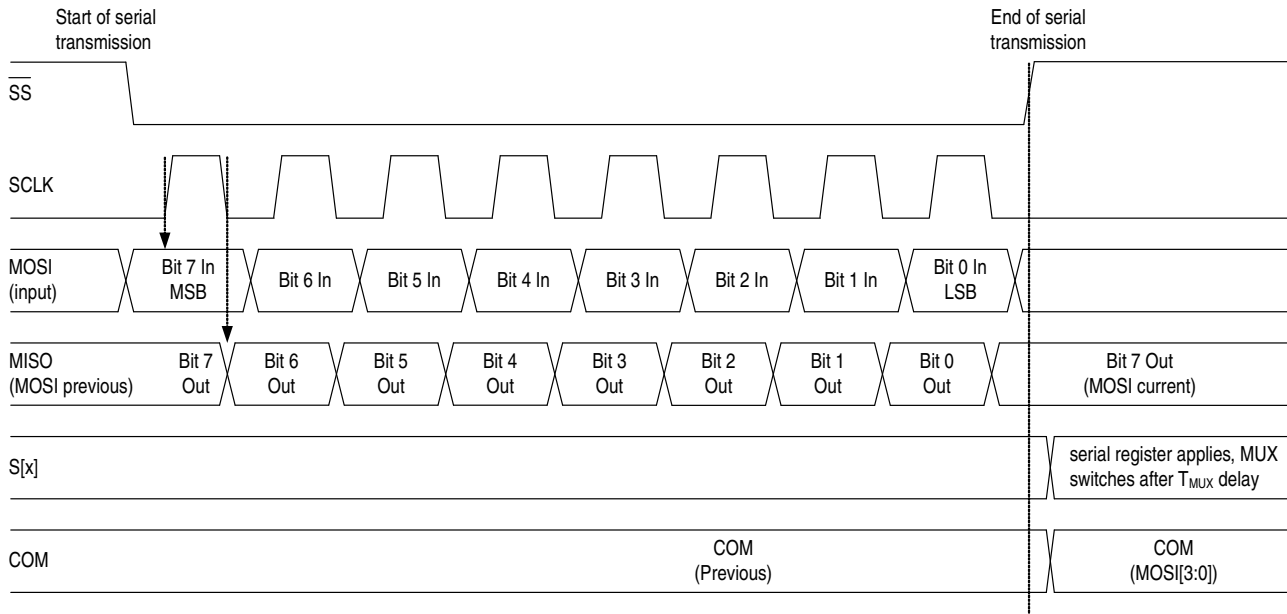 Start of serial
transmission
End of serial
transmission
SS
SCLK
MOSI
(input)
Bit 7 In
MSB
Bit 6 In
Bit 5 In
Bit 4 In
Bit 3 In
Bit 2 In
Bit 1 In
Bit 0 In
LSB
MISO
(MOSI previous)
Bit 7
Out
Bit 6
Out
Bit 5
Out
Bit 4
Out
Bit 3
Out
Bit 2
Out
Bit 1
Out
Bit 0
Out
Bit 7 Out
(MOSI current)
S[x]
serial register applies, MUX
switches after TMUX delay
COM
COM
(Previous)
COM
(MOSI[3:0])